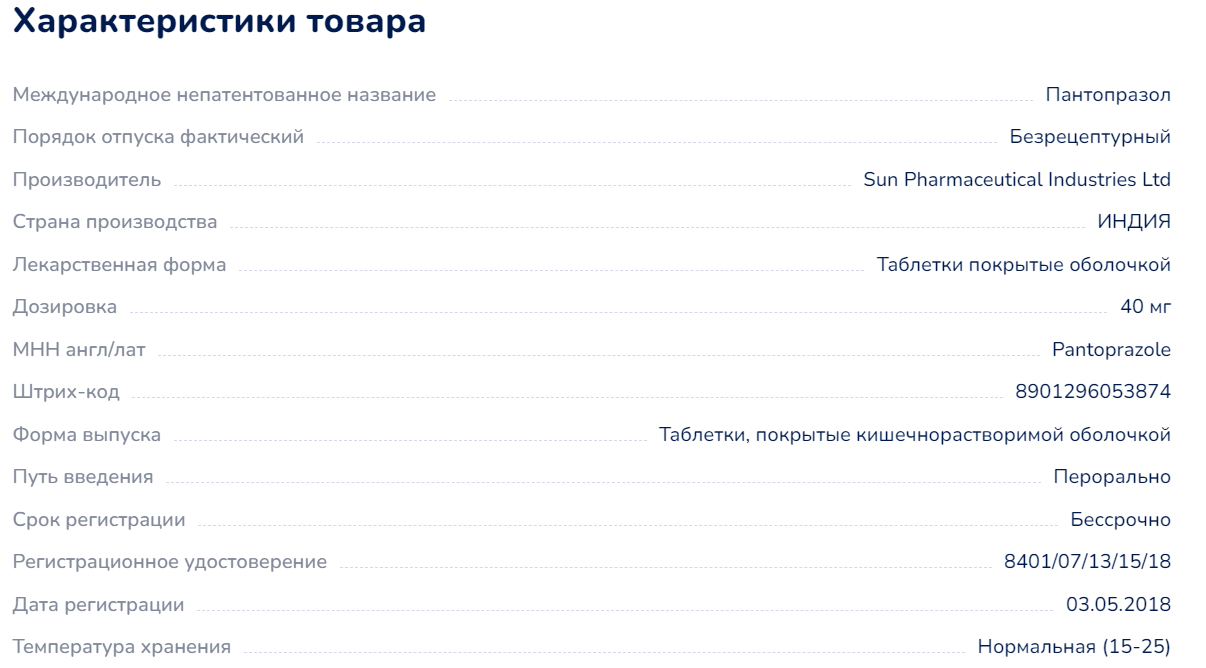 Характеристики товара
Международное непатентованное название Пантопразол
Порядок отпуска фактический Безрецептурный
Производитель Sun Pharmaceutical Industries Ltd
Страна производства ИНДИЯ
Лекарственная форма Таблетки покрытые оболочкой
Дозировка 40 мг
МНН англ/лат Pantoprazole
Штрих-код 8901296053874
Форма выпуска Таблетки, покрытые кишечнорастворимой оболочкой
Путь введения Перорально
Срок регистрации Бессрочно
Регистрационное удостоверение 8401/07/13/15/18
Дата регистрации 03.05.2018
Температура хранения Нормальная (15-25)